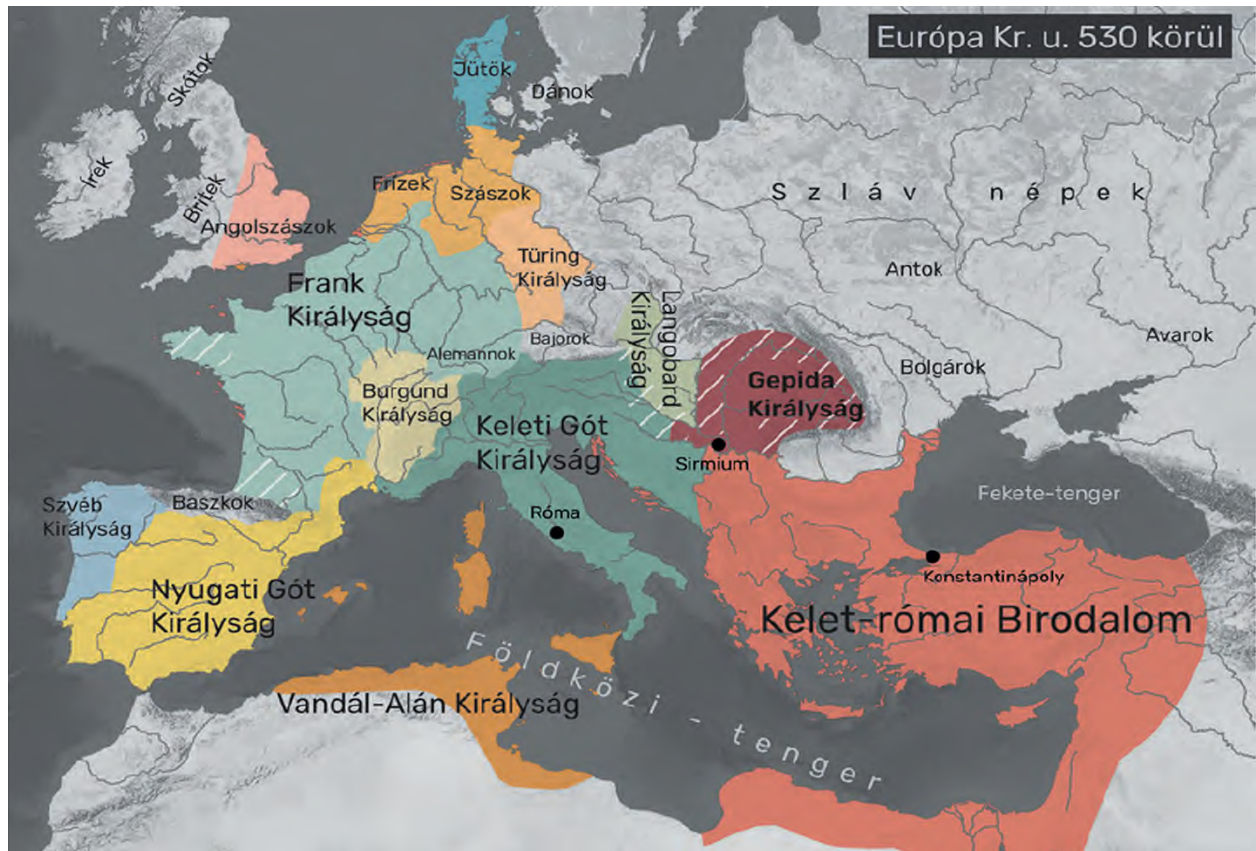 Európa Kr. u. 530 körül
Skótok
Jütök
Dánok
Írek
Britek
Angolszászok
Frízek
Szászok
Szláv népek
Türing
Királyság
Antok
Frank
Királyság
Langobard
Királyság
Bajorok
Alemannok
Avarok
Bolgárok
Burgund
Királyság
Gepida
Királyság
Keleti Gót
Királyság
Sirmium
Fekete-tenger
Szvéb
Királyság
Baszkok
Róma
Konstantinápoly
Nyugati Gót
Királyság
Kelet-római Birodalom
Földközi - tenger
Vandál-Alán Királyság